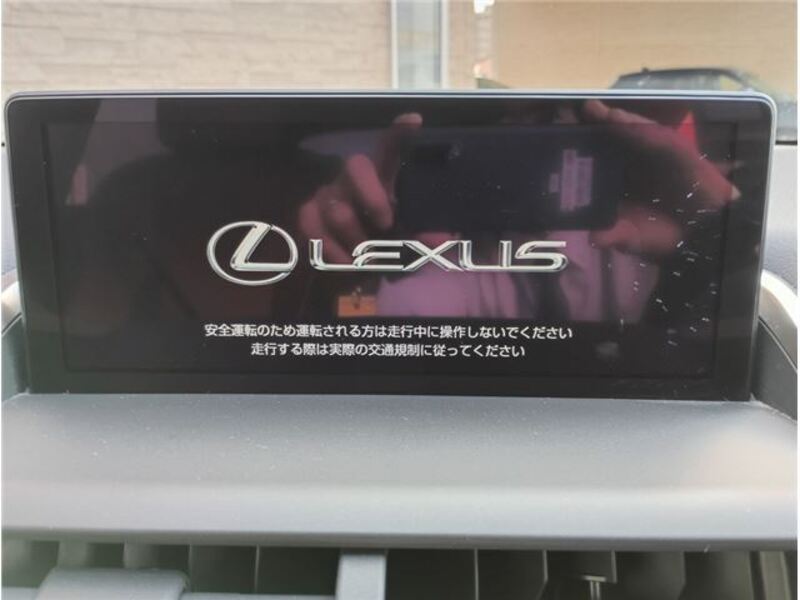 LEXUS
安全運転のため運転される方は走行中に操作しないでください
走行する際は実際の交通規制に従ってください